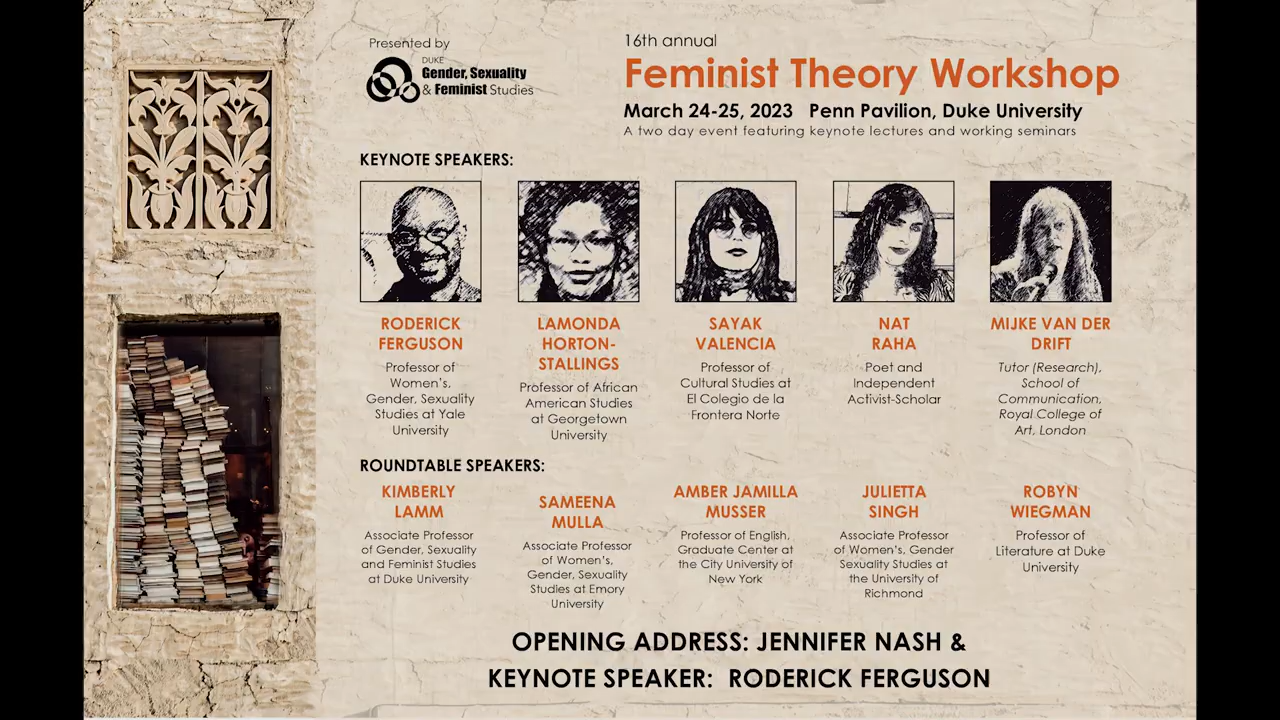 Presented by
DUKE
Gender, Sexuality
& Feminist Studies
16th annual
Feminist Theory Workshop
March 24-25, 2023 Penn Pavilion, Duke University
A two day event featuring keynote lectures and working seminars
KEYNOTE SPEAKERS:
RODERICK
FERGUSON
Professor of
Women's,
Gender, Sexuality
Studies at Yale
University
LAMONDA
HORTON-
STALLINGS
Professor of African
American Studies
at Georgetown
University
SAYAK
VALENCIA
Professor of
Cultural Studies at
El Colegio de la
Frontera Norte
NAT
RAHA
Poet and
Independent
Activist-Scholar
MIJKE VAN DER
DRIFT
Tutor (Research),
School of
Communication,
Royal College of
Art, London
ROUNDTABLE SPEAKERS:
KIMBERLY
LAMM
Associate Professor
of Gender, Sexuality
and Feminist Studies
at Duke University
SAMEENA
MULLA
Associate Professor
of Women's,
Gender, Sexuality
Studies at Emory
University
AMBER JAMILLA
MUSSER
Professor of English,
Graduate Center at
the City University of
New York
JULIETTA
SINGH
Associate Professor
of Women's, Gender
Sexuality Studies at
the University of
Richmond
ROBYN
WIEGMAN
Professor of
Literature at Duke
University
OPENING ADDRESS: JENNIFER NASH &
KEYNOTE SPEAKER: RODERICK FERGUSON